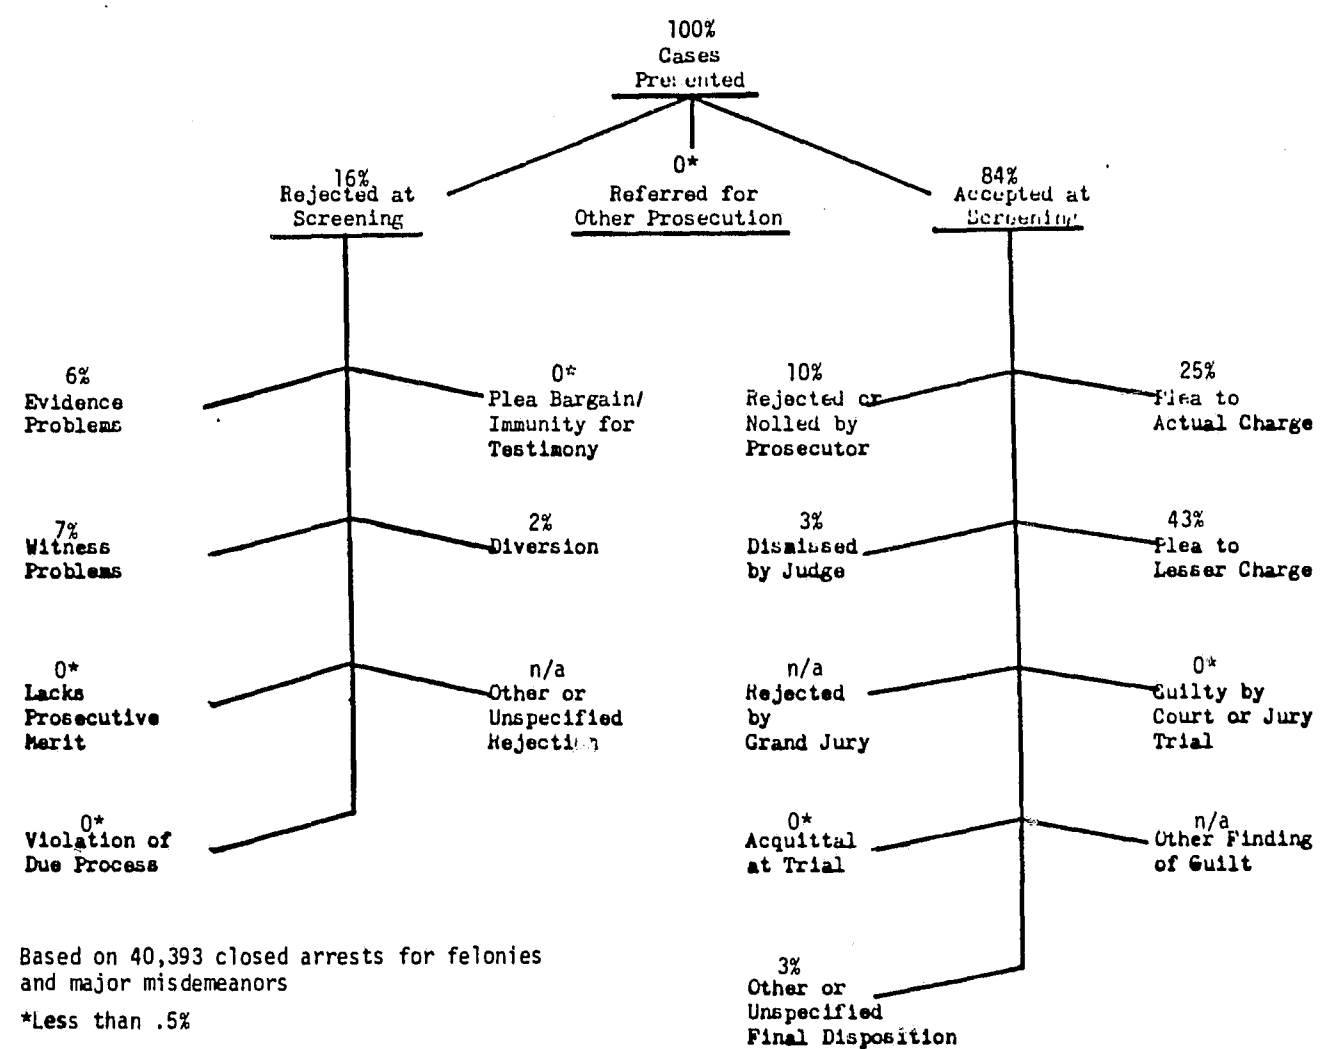 100%
Cases
Presented
16%
Rejected at
Screening
0*
Referred for
Other Prosecution
84%
Accepted at
Screening
6%
Evidence
Problems
0*
Plea Bargain/
Immunity for
Testimony
7%
Witness
Problems
2%
Diversion
0*
Lacks
Prosecutive
Merit
n/a
Other or
Unspecified
Rejection
0*
Violation of
Due Process
10%
Rejected or
Nolled by
Prosecutor
25%
Plea to
Actual Charge
3%
Dismissed
by Judge
43%
Plea to
Lesser Charge
n/a
Rejected
by
Grand Jury
0*
Guilty by
Court or Jury
Trial
0*
Acquittal
at Trial
n/a
Other Finding
of Guilt
3%
Other or
Unspecified
Final Disposition
Based on 40,393 closed arrests for felonies
and major misdemeanors
*Less than .5%